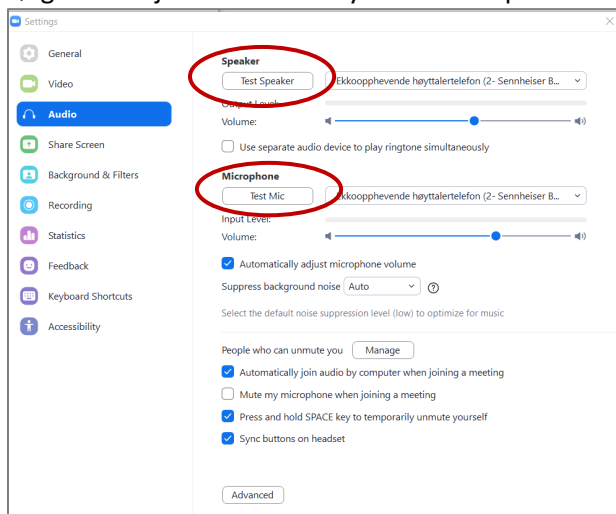 Settings
General
Video
Audio
Share Screen
Background & Filters
Recording
Statistics
Feedback
Keyboard Shortcuts
Accessibility
Speaker
Test Speaker
Ekkoopphevende høyttalertelefon (2- Sennheiser B...
Output Level:
Volume:
Use separate audio device to play ringtone simultaneously
Microphone
Test Mic
Ekkoopphevende høyttalertelefon (2- Sennheiser B...
Input Level:
Volume:
Automatically adjust microphone volume
Suppress background noise Auto
Select the default noise suppression level (low) to optimize for music
People who can unmute you Manage
Automatically join audio by computer when joining a meeting
Mute my microphone when joining a meeting
Press and hold SPACE key to temporarily unmute yourself
Sync buttons on headset
Advanced